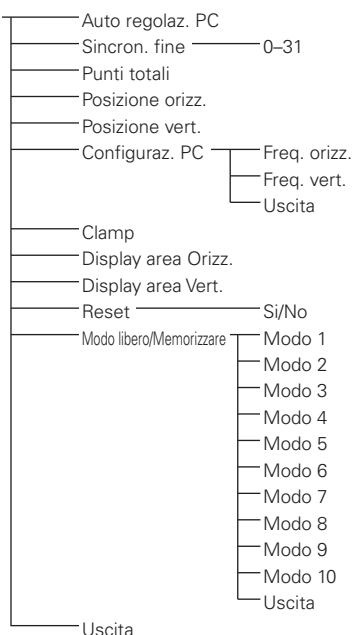 Auto regolaz. PC
Sincron. fine 0–31
Punti totali
Posizione orizz.
Posizione vert.
Configuraz. PC Freq. orizz.
Freq. vert.
Uscita
Clamp
Display area Orizz.
Display area Vert.
Reset Si/No
Modo libero/Memorizzare Modo 1
Modo 2
Modo 3
Modo 4
Modo 5
Modo 6
Modo 7
Modo 8
Modo 9
Modo 10
Uscita
Uscita